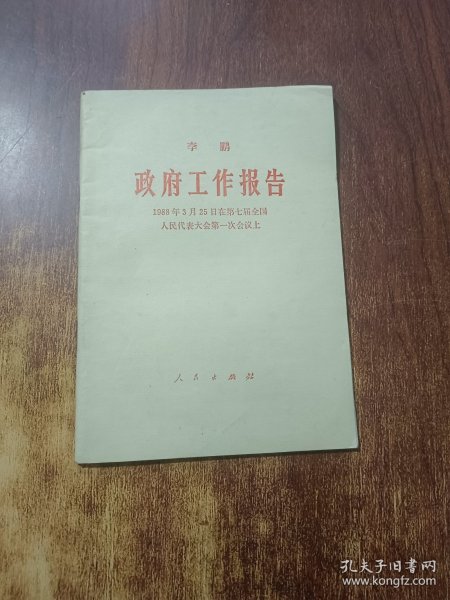 李 鹏
政府工作报告
1988年3月25日在第七届全国
人民代表大会第一次会议上
人民出版社
孔夫子旧书网
www.kongfz.com